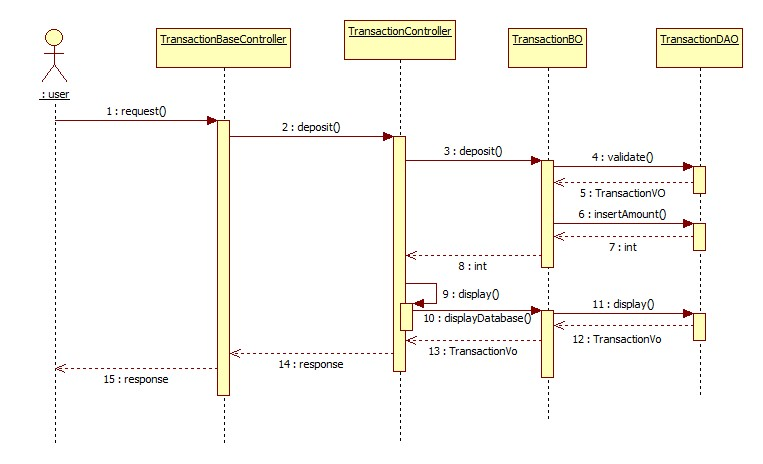 TransactionBaseController
TransactionController
TransactionBO
TransactionDAO
: user
1 : request()
2 : deposit()
3 : deposit()
4 : validate()
5 : TransactionVO
6 : insertAmount()
7 : int
8 : int
9 : display()
10 : displayDatabase()
11 : display()
12 : TransactionVo
13 : TransactionVo
14 : response
15 : response